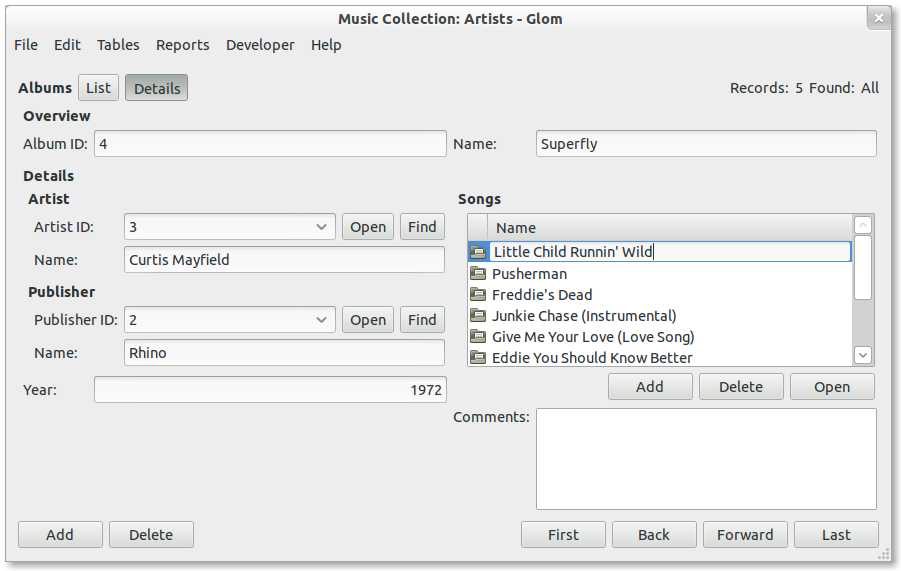 Music Collection: Artists - Glom
File Edit Tables Reports Developer Help
Albums List Details Records: 5 Found: All
Overview
Album ID: 4 Name: Superfly
Details
Artist
Artist ID: 3 Open Find
Name: Curtis Mayfield
Publisher
Publisher ID: 2 Open Find
Name: Rhino
Year: 1972
Songs
Name
Little Child Runnin' Wild
Pusherman
Freddie's Dead
Junkie Chase (Instrumental)
Give Me Your Love (Love Song)
Eddie You Should Know Better
Add Delete Open
Comments:
Add Delete First Back Forward Last